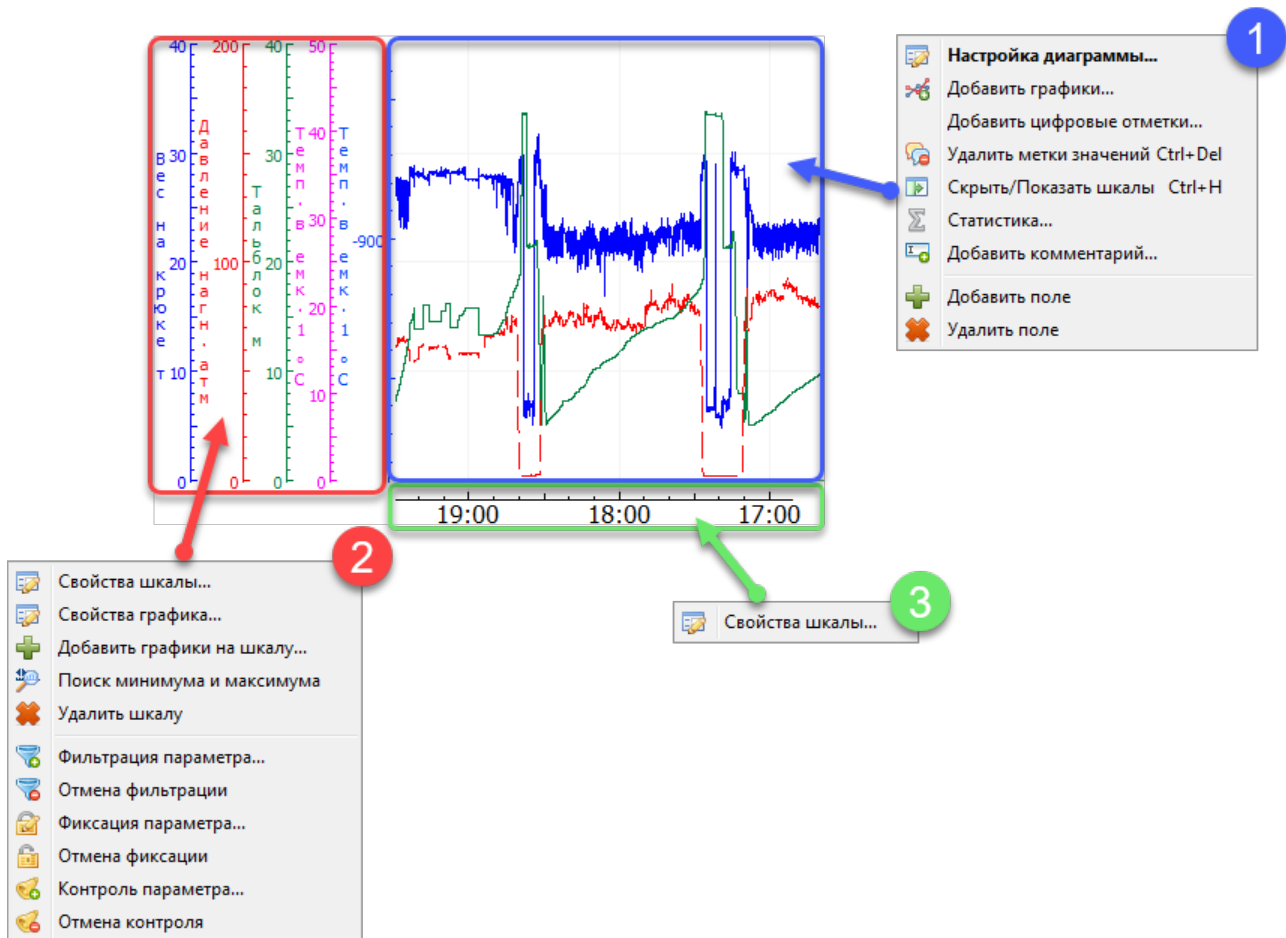 1
Настройка диаграммы...
Добавить графики...
Добавить цифровые отметки...
Удалить метки значений Ctrl+Del
Скрыть/Показать шкалы Ctrl+H
Статистика...
Добавить комментарий...
Добавить поле
Удалить поле
40 200 40 50
30 30 40
30
-900
20 100 20 20
10 10 10
0 0 0 0
Вес на крюке т
Давление нагн. атм
Тальблок м
Темп. в емк.1 °C
Темп. в емк.1 °C
19:00 18:00 17:00
2
Свойства шкалы...
Свойства графика...
Добавить графики на шкалу...
Поиск минимума и максимума
Удалить шкалу
Фильтрация параметра...
Отмена фильтрации
Фиксация параметра...
Отмена фиксации
Контроль параметра...
Отмена контроля
3
Свойства шкалы...